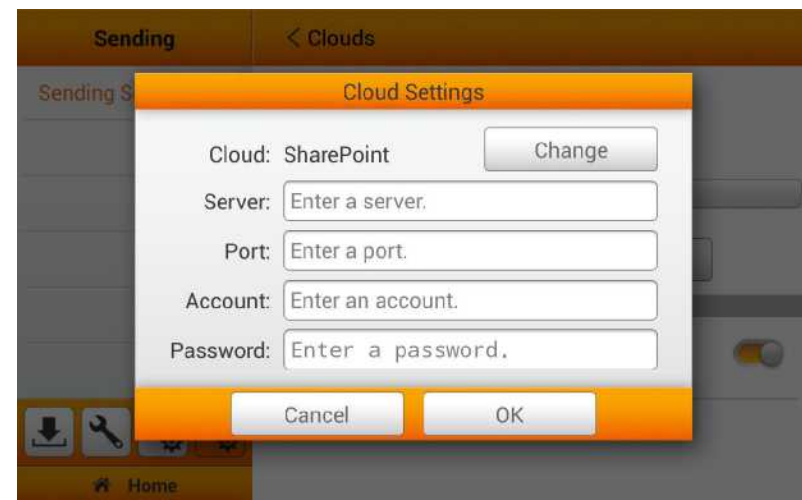 Sending
< Clouds
Sending S
Cloud Settings
Cloud: SharePoint
Change
Server: Enter a server.
Port: Enter a port.
Account: Enter an account.
Password: Enter a password.
Cancel
OK
Home